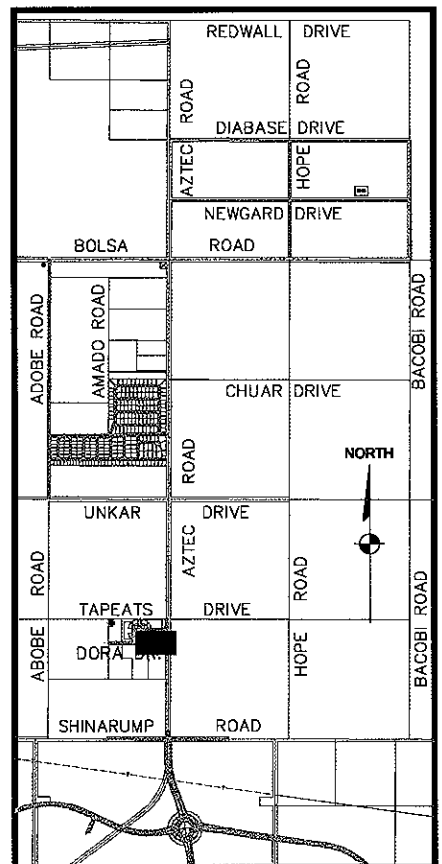 REDWALL DRIVE
ROAD
ROAD
DIABASE DRIVE
AZTEC
HOPE
NEWGARD DRIVE
BOLSA ROAD
ADOBE ROAD
AMADO ROAD
BACOBI ROAD
CHUAR DRIVE
ROAD
NORTH
UNKAR DRIVE
AZTEC
ROAD
ROAD
TAPEATS DRIVE
ABOBE
DORA DR.
HOPE
BACOBI ROAD
SHINARUMP ROAD